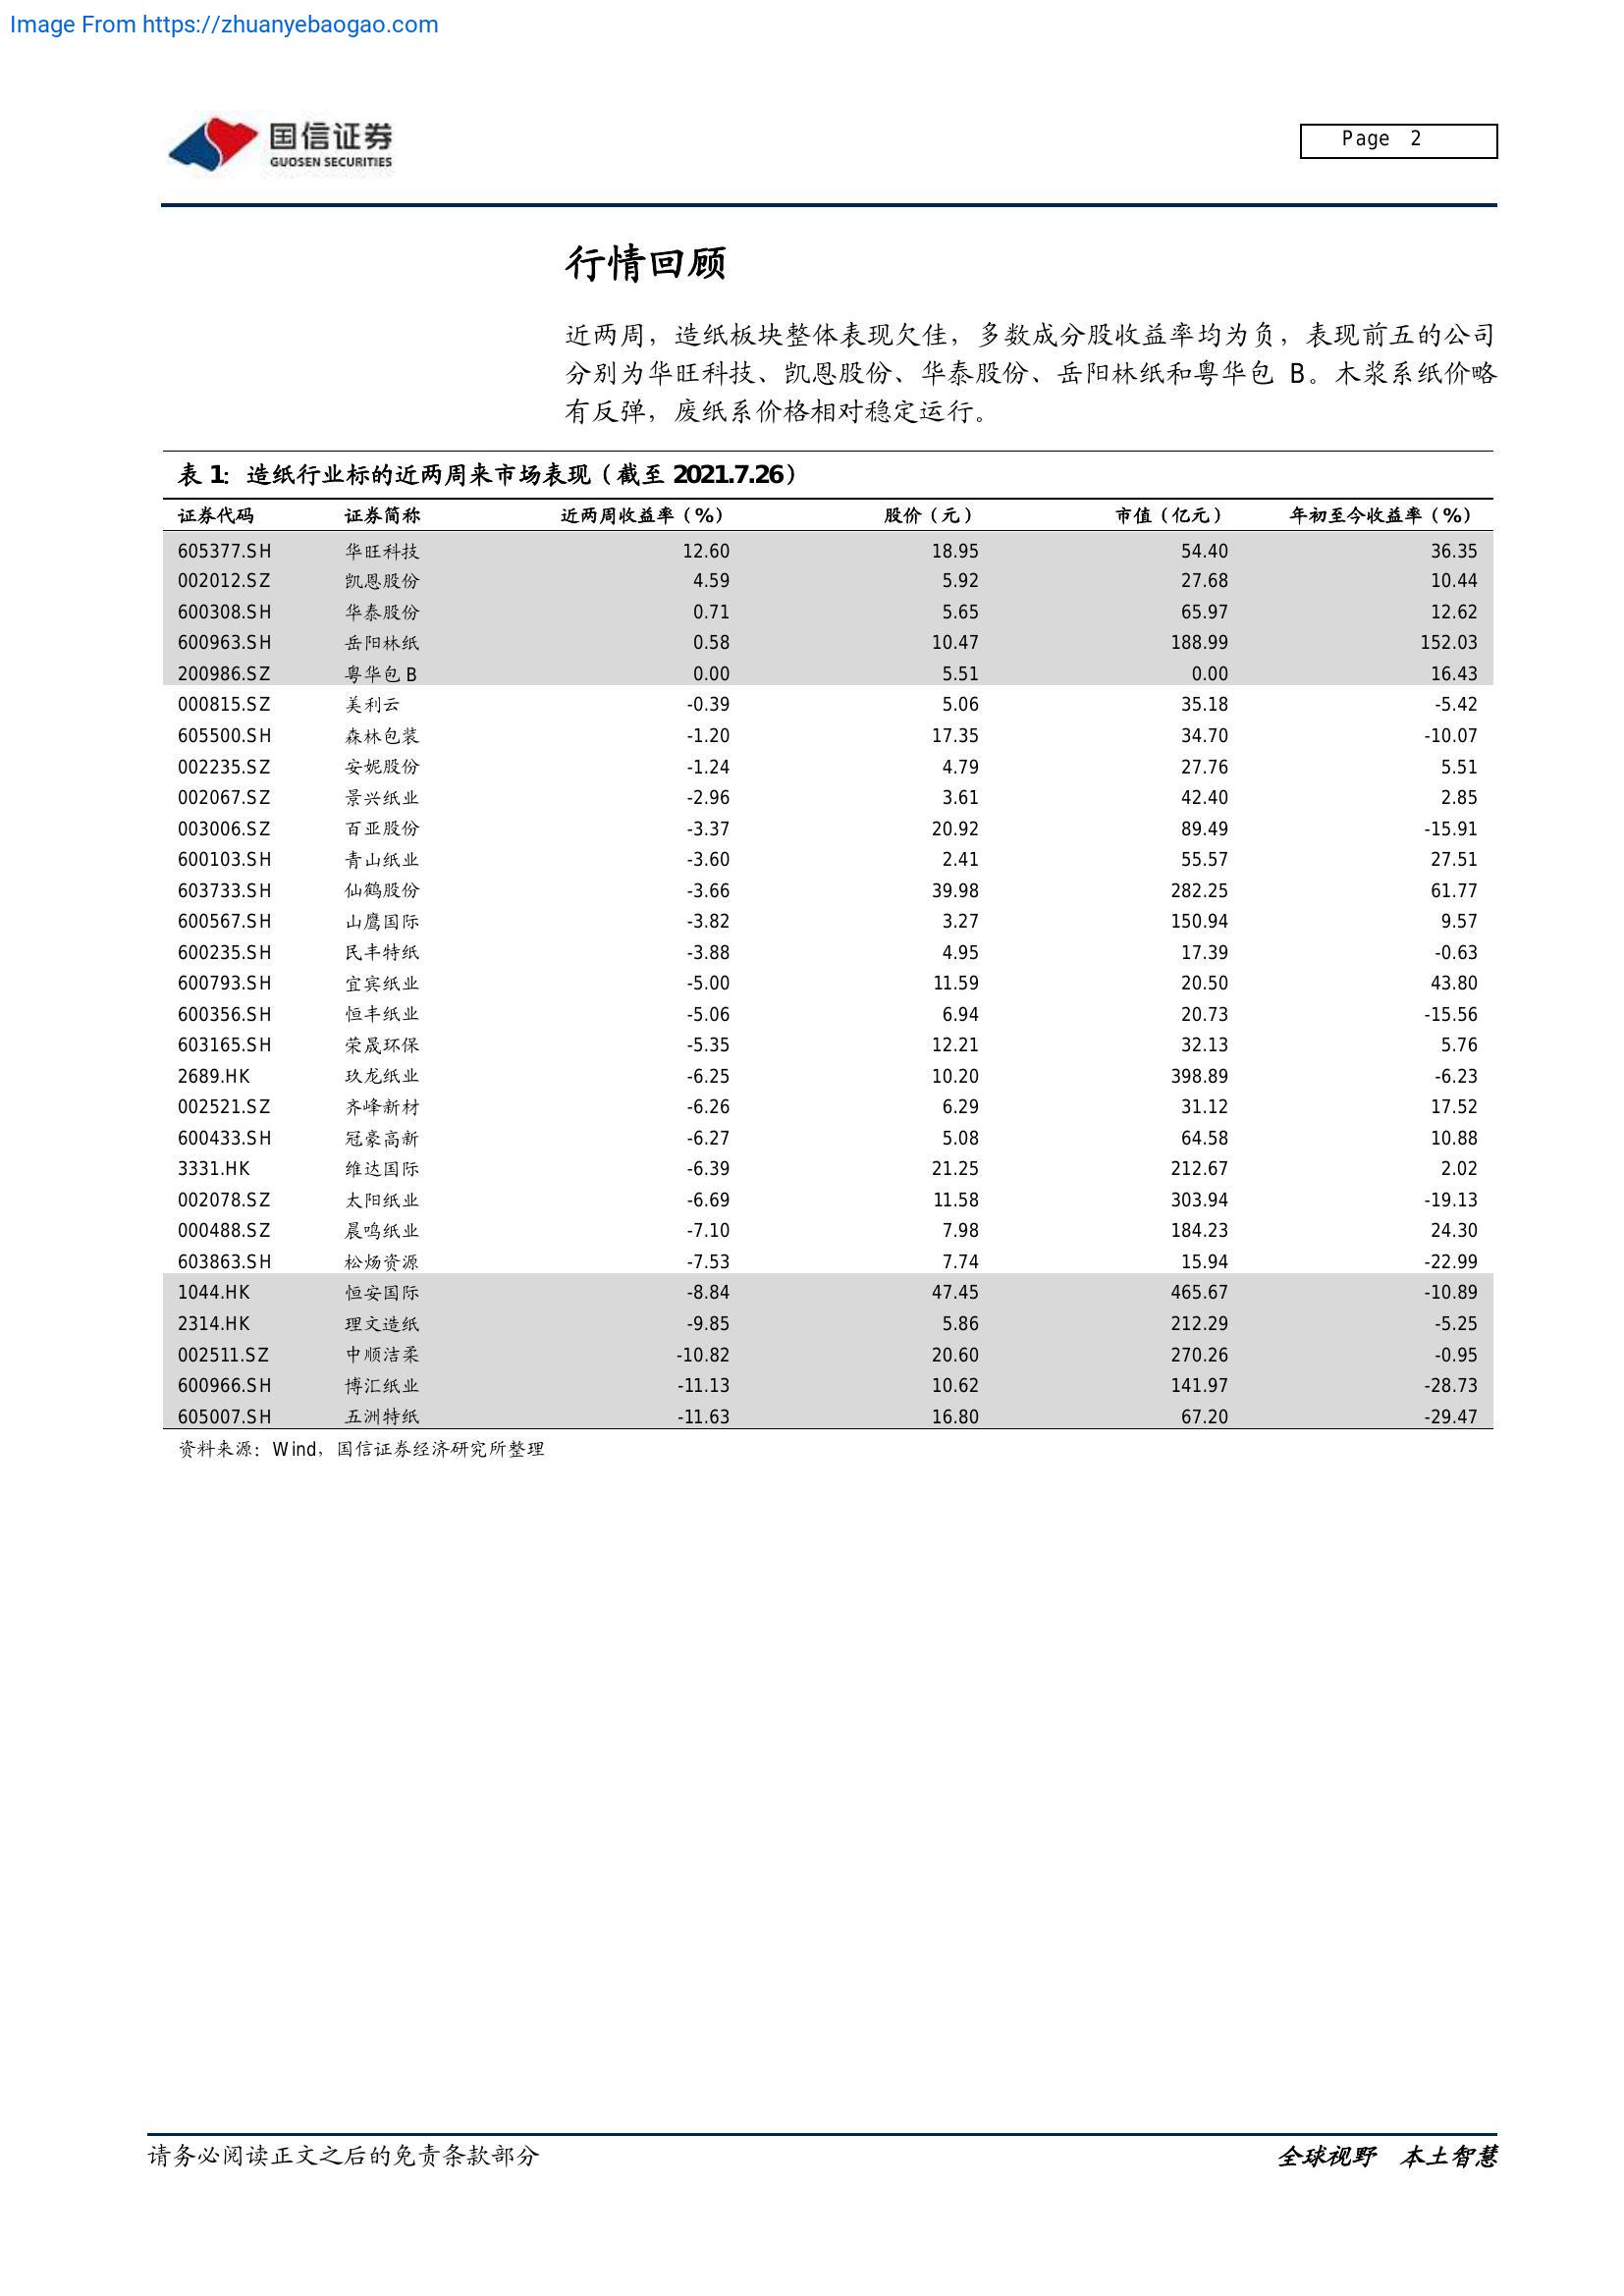 Image From https://zhuanyebaogao.com
国信证券
GUOSEN SECURITIES
Page 2
行情回顾
近两周，造纸板块整体表现欠佳，多数成分股收益率均为负，表现前五的公司
分别为华旺科技、凯恩股份、华泰股份、岳阳林纸和粤华包 B。木浆系纸价略
有反弹，废纸系价格相对稳定运行。
表 1：造纸行业标的近两周来市场表现（截至 2021.7.26）
证券代码 证券简称 近两周收益率（%） 股价（元） 市值（亿元） 年初至今收益率（%）
605377.SH 华旺科技 12.60 18.95 54.40 36.35
002012.SZ 凯恩股份 4.59 5.92 27.68 10.44
600308.SH 华泰股份 0.71 5.65 65.97 12.62
600963.SH 岳阳林纸 0.58 10.47 188.99 152.03
200986.SZ 粤华包 B 0.00 5.51 0.00 16.43
000815.SZ 美利云 -0.39 5.06 35.18 -5.42
605500.SH 森林包装 -1.20 17.35 34.70 -10.07
002235.SZ 安妮股份 -1.24 4.79 27.76 5.51
002067.SZ 景兴纸业 -2.96 3.61 42.40 2.85
003006.SZ 百亚股份 -3.37 20.92 89.49 -15.91
600103.SH 青山纸业 -3.60 2.41 55.57 27.51
603733.SH 仙鹤股份 -3.66 39.98 282.25 61.77
600567.SH 山鹰国际 -3.82 3.27 150.94 9.57
600235.SH 民丰特纸 -3.88 4.95 17.39 -0.63
600793.SH 宜宾纸业 -5.00 11.59 20.50 43.80
600356.SH 恒丰纸业 -5.06 6.94 20.73 -15.56
603165.SH 荣晟环保 -5.35 12.21 32.13 5.76
2689.HK 玖龙纸业 -6.25 10.20 398.89 -6.23
002521.SZ 齐峰新材 -6.26 6.29 31.12 17.52
600433.SH 冠豪高新 -6.27 5.08 64.58 10.88
3331.HK 维达国际 -6.39 21.25 212.67 2.02
002078.SZ 太阳纸业 -6.69 11.58 303.94 -19.13
000488.SZ 晨鸣纸业 -7.10 7.98 184.23 24.30
603863.SH 松炀资源 -7.53 7.74 15.94 -22.99
1044.HK 恒安国际 -8.84 47.45 465.67 -10.89
2314.HK 理文造纸 -9.85 5.86 212.29 -5.25
002511.SZ 中顺洁柔 -10.82 20.60 270.26 -0.95
600966.SH 博汇纸业 -11.13 10.62 141.97 -28.73
605007.SH 五洲特纸 -11.63 16.80 67.20 -29.47
资料来源：Wind，国信证券经济研究所整理
请务必阅读正文之后的免责条款部分
全球视野 本土智慧